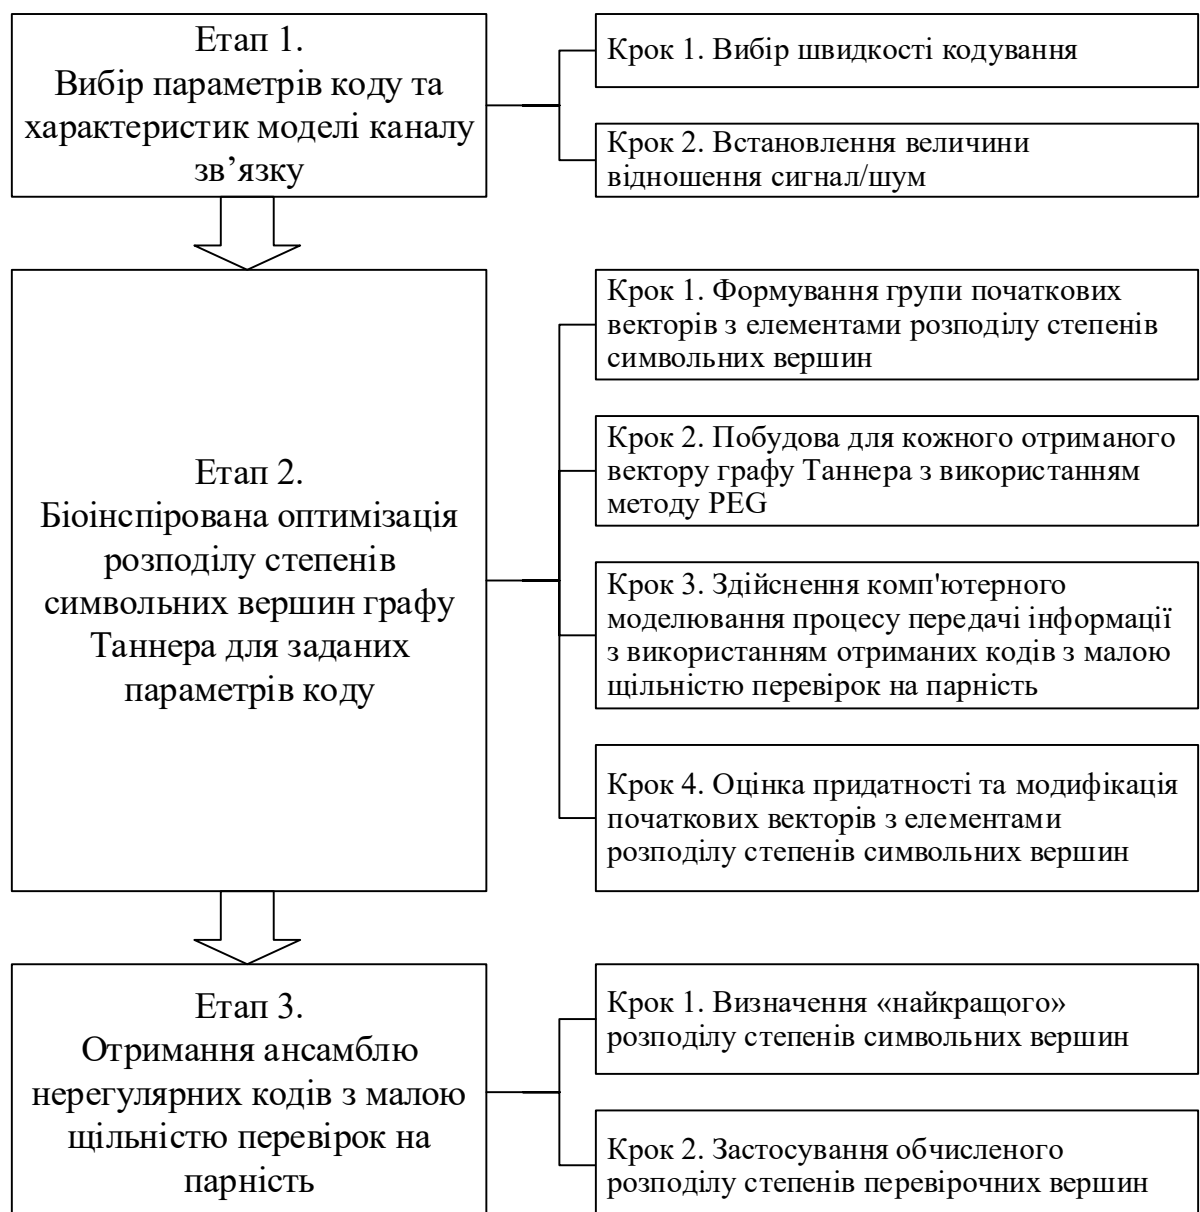 Етап 1.
Вибір параметрів коду та
характеристик моделі каналу
зв’язку
Крок 1. Вибір швидкості кодування
Крок 2. Встановлення величини
відношення сигнал/шум
Етап 2.
Біоінспірована оптимізація
розподілу степенів
символьних вершин графу
Таннера для заданих
параметрів коду
Крок 1. Формування групи початкових
векторів з елементами розподілу степенів
символьних вершин
Крок 2. Побудова для кожного отриманого
вектору графу Таннера з використанням
методу PEG
Крок 3. Здійснення комп'ютерного
моделювання процесу передачі інформації
з використанням отриманих кодів з малою
щільністю перевірок на парність
Крок 4. Оцінка придатності та модифікація
початкових векторів з елементами
розподілу степенів символьних вершин
Етап 3.
Отримання ансамблю
нерегулярних кодів з малою
щільністю перевірок на
парність
Крок 1. Визначення «найкращого»
розподілу степенів символьних вершин
Крок 2. Застосування обчисленого
розподілу степенів перевірочних вершин